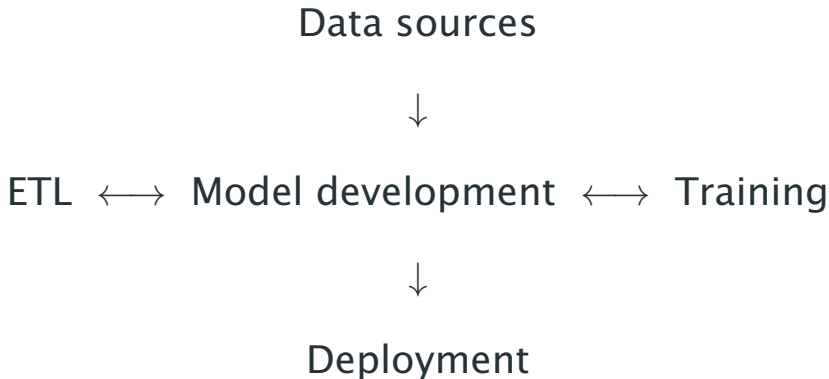 Data sources
↓
ETL ⟷ Model development ⟷ Training
↓
Deployment